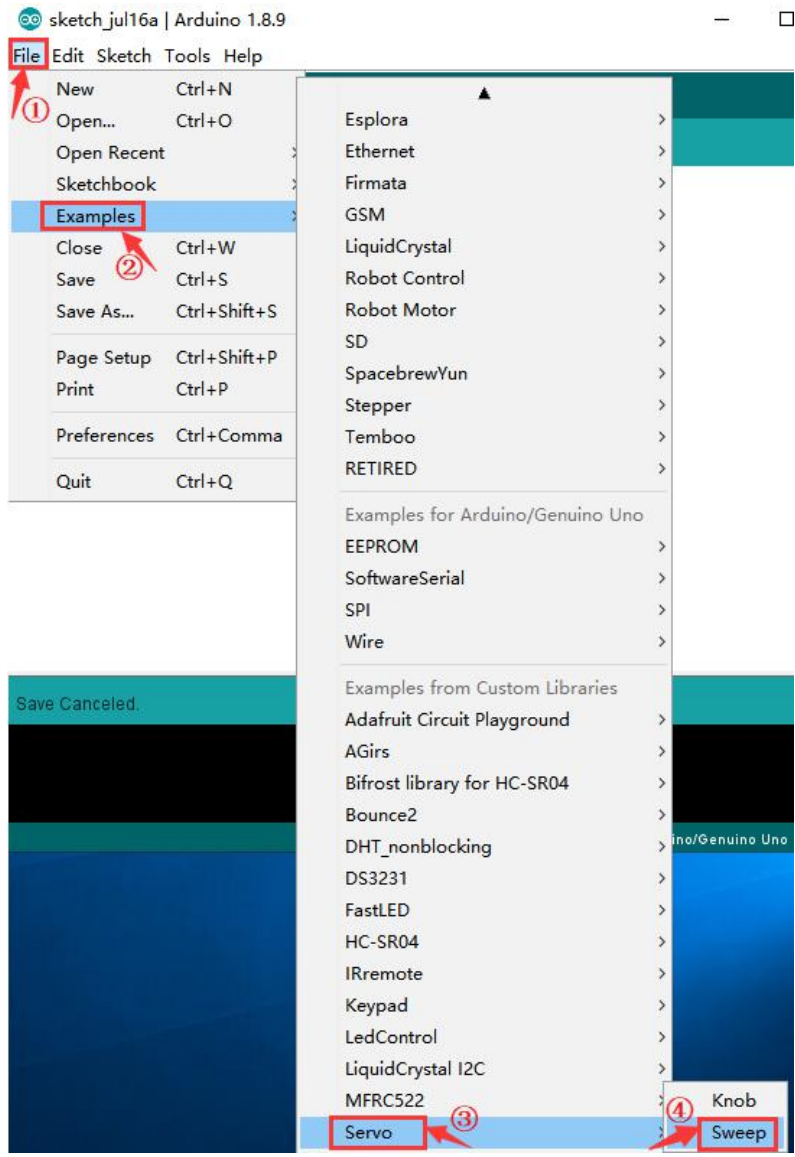 sketch_jul16a | Arduino 1.8.9
File Edit Sketch Tools Help
①
New Ctrl+N
Open... Ctrl+O
Open Recent
Sketchbook
Examples
②
Close Ctrl+W
Save Ctrl+S
Save As... Ctrl+Shift+S
Page Setup Ctrl+Shift+P
Print Ctrl+P
Preferences Ctrl+Comma
Quit Ctrl+Q
Esplora
Ethernet
Firmata
GSM
LiquidCrystal
Robot Control
Robot Motor
SD
SpacebrewYun
Stepper
Temboo
RETIRED
Examples for Arduino/Genuino Uno
EEPROM
SoftwareSerial
SPI
Wire
Examples from Custom Libraries
Adafruit Circuit Playground
AGirs
Bifrost library for HC-SR04
Bounce2
DHT_nonblocking
DS3231
FastLED
HC-SR04
IRremote
Keypad
LedControl
LiquidCrystal I2C
MFRC522
Servo
③
④
Knob
Sweep
Save Canceled.
ino/Genuino Uno